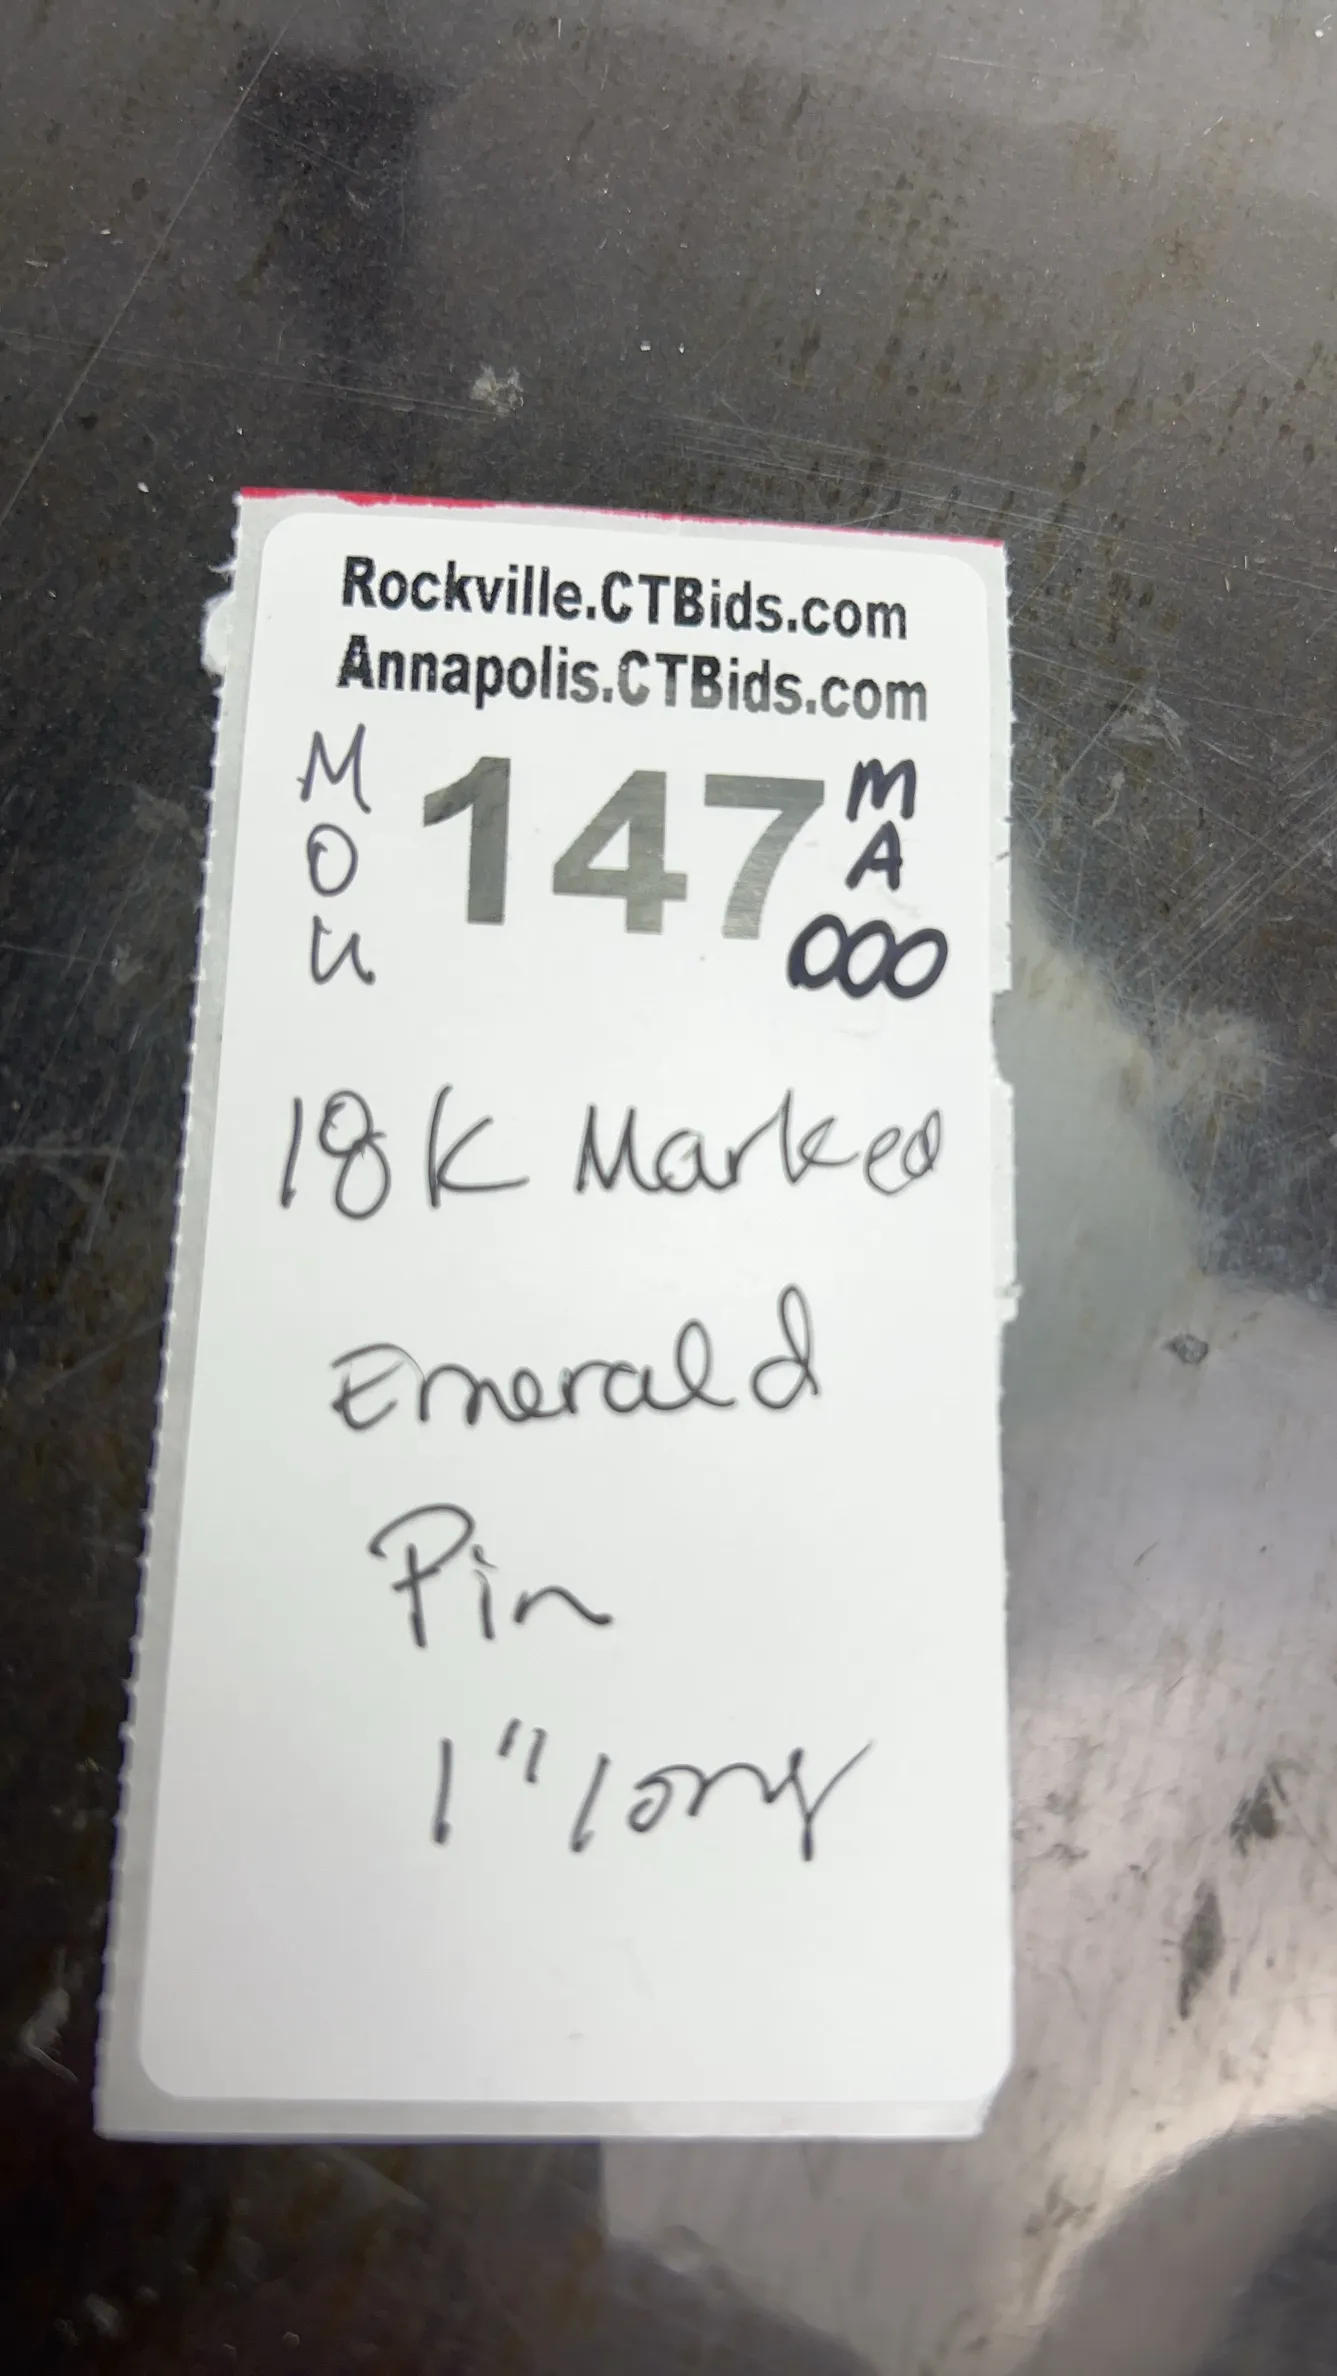 Rockville.CTBids.com
Annapolis.CTBids.com
M
O
U
147
M
A
000
18K Marked
Emerald
Pin
1" long